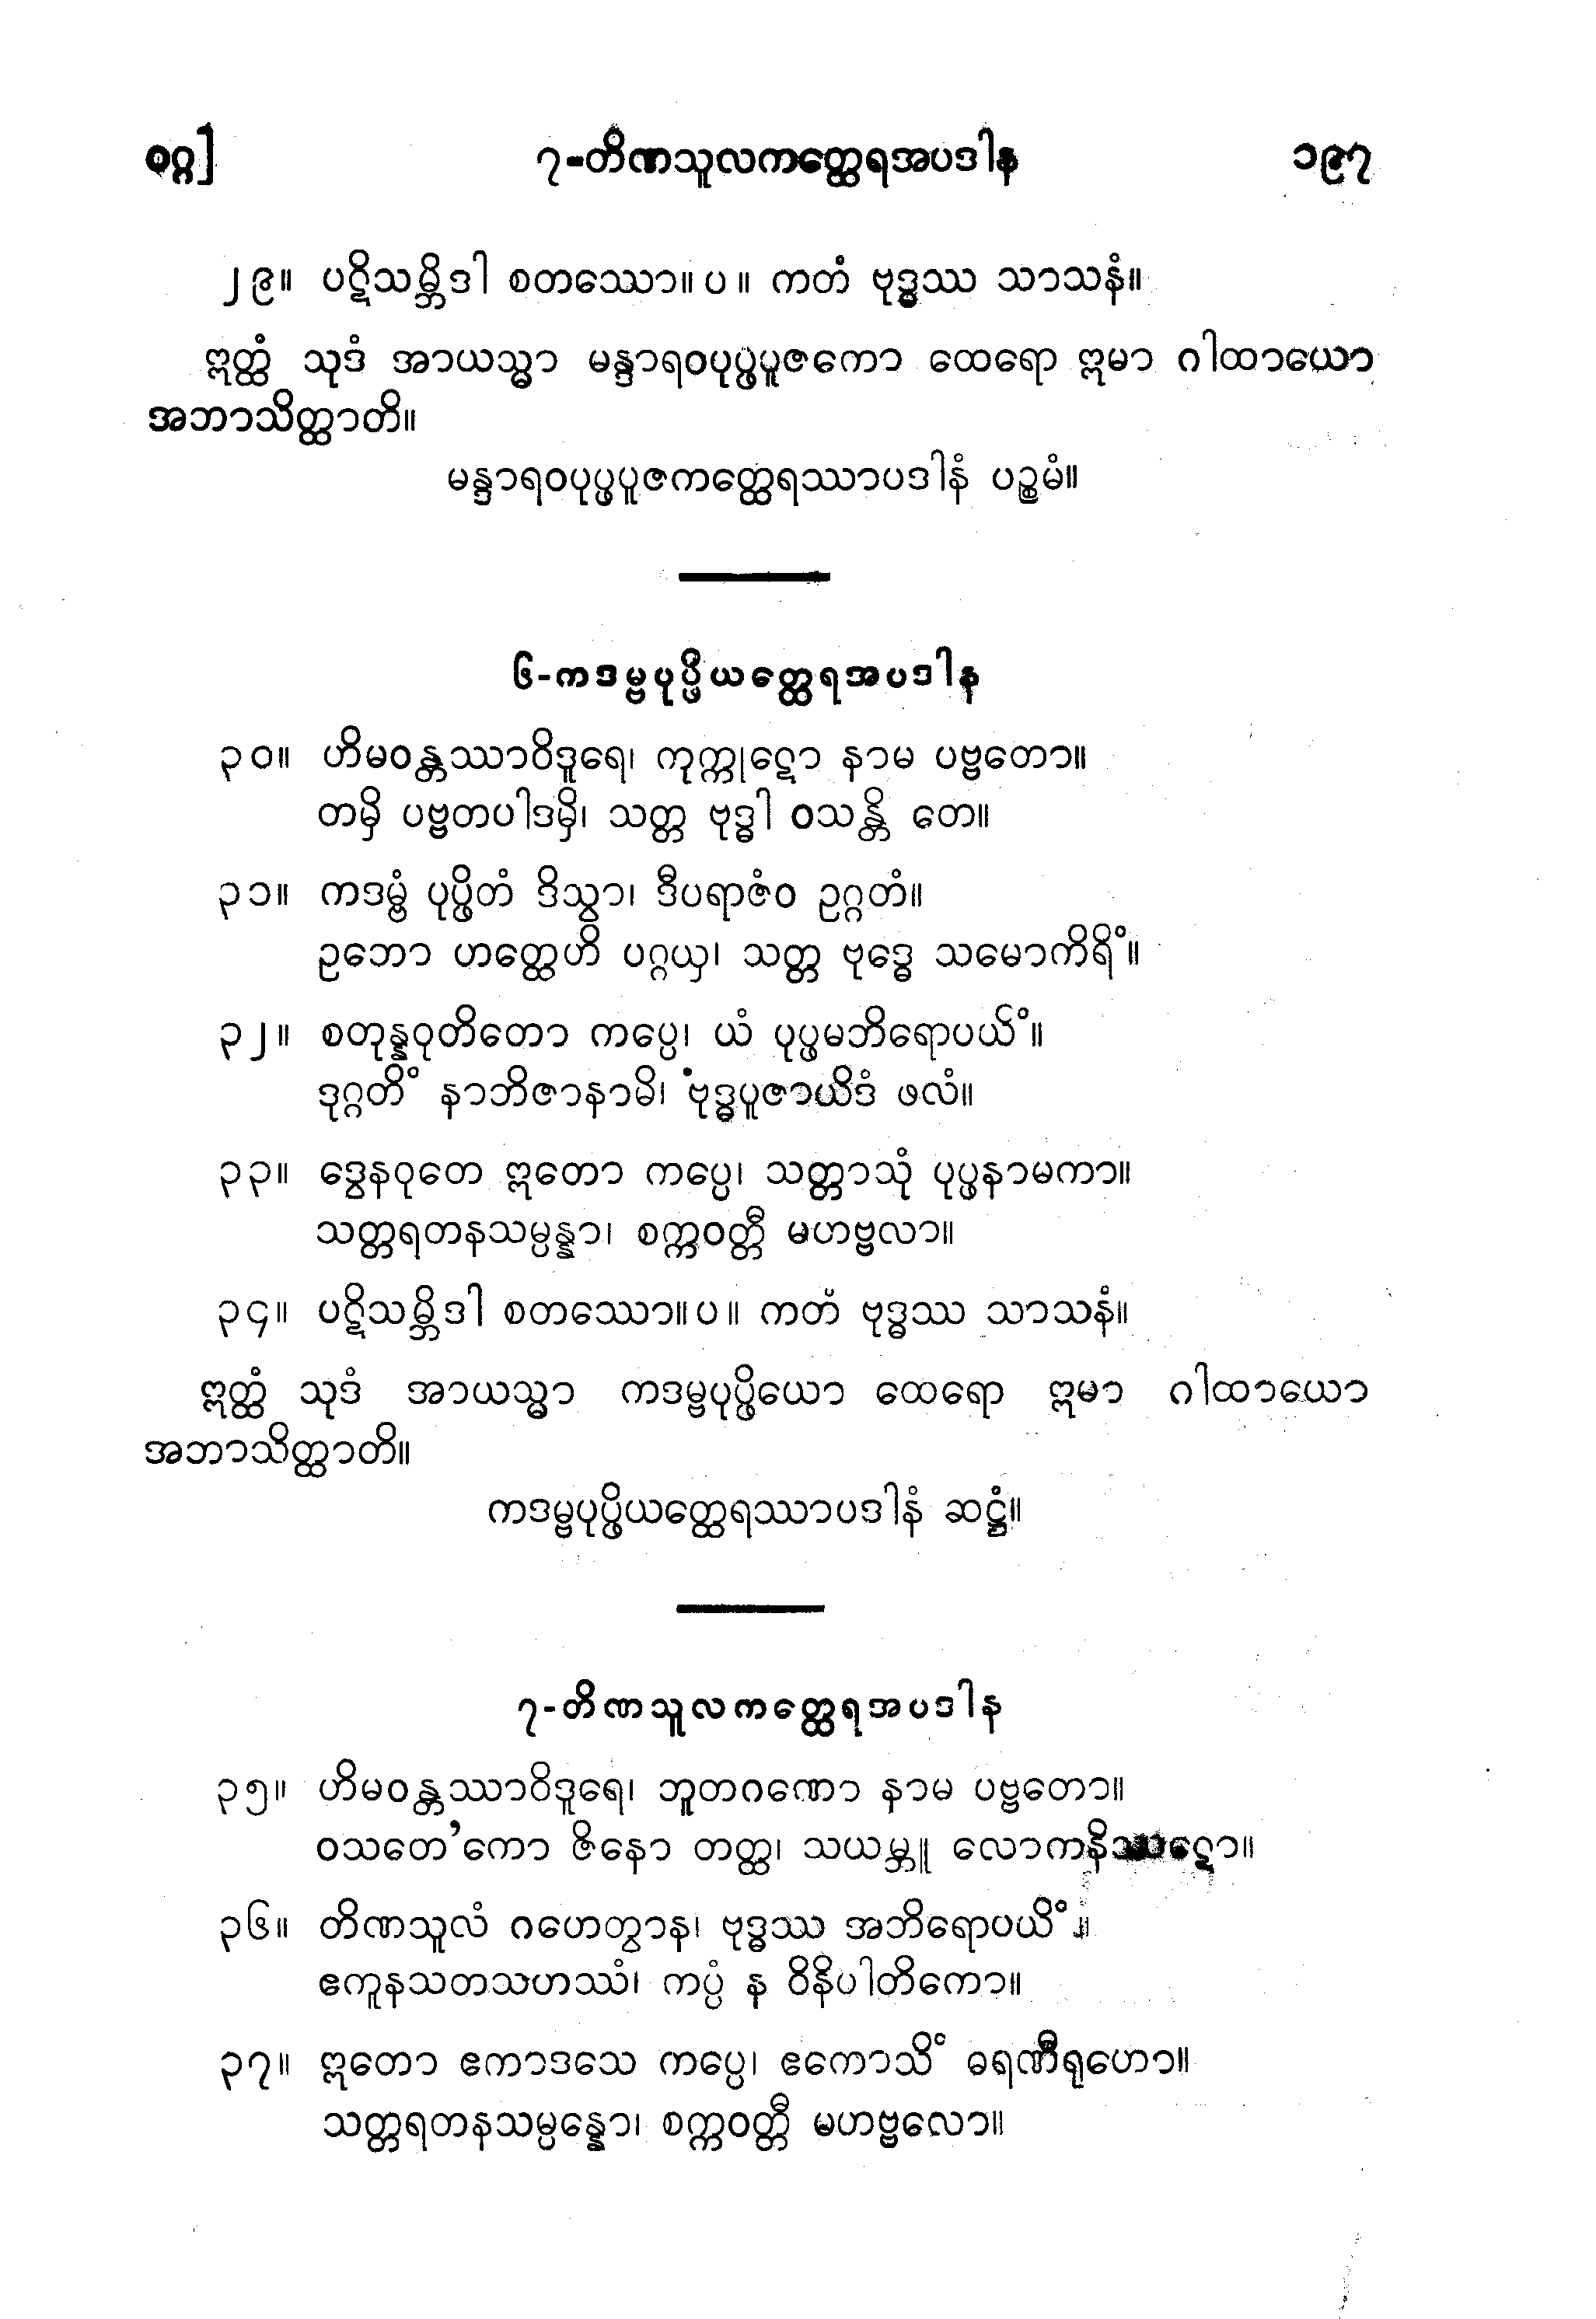 ဝဂ္ဂ] ၇-တိဏသူလကတ္ထေရအပဒါန ၁၉၇
၂၉။ ပဋိသမ္ဘိဒါ စတဿော။ပ။ ကတံ ဗုဒ္ဓဿ သာသနံ။
ဣတ္ထံ သုဒံ အာယသ္မာ မန္ဒာရဝပုပ္ဖပူဇကော ထေရော ဣမာ ဂါထာယော
အဘာသိတ္ထာတိ။
မန္ဒာရဝပုပ္ဖပူဇကတ္ထေရဿာပဒါနံ ပဉ္စမံ။
၆-ကဒမ္ဗပုပ္ဖိယတ္ထေရအပဒါန
၃၀။ ဟိမဝန္တဿာဝိဒူရေ၊ ကုက္ကုဋော နာမ ပဗ္ဗတော။
တမှိ ပဗ္ဗတပါဒမှိ၊ သတ္တ ဗုဒ္ဓါ ဝသန္တိ တေ။
၃၁။ ကဒမ္ဗံ ပုပ္ဖိတံ ဒိသွာ၊ ဒီပရာဇံဝ ဥဂ္ဂတံ။
ဥဘော ဟတ္ထေဟိ ပဂ္ဂယှ၊ သတ္တ ဗုဒ္ဓေ သမောကိရိံ။
၃၂။ စတုန္နဝုတိတော ကပ္ပေ၊ ယံ ပုပ္ဖမဘိရောပယိံ။
ဒုဂ္ဂတိံ နာဘိဇာနာမိ၊ ဗုဒ္ဓပူဇာယိဒံ ဖလံ။
၃၃။ ဒွေနဝုတေ ဣတော ကပ္ပေ၊ သတ္တာသုံ ပုပ္ဖနာမကာ။
သတ္တရတနသမ္ပန္နာ၊ စက္ကဝတ္တီ မဟဗ္ဗလာ။
၃၄။ ပဋိသမ္ဘိဒါ စတဿော။ပ။ ကတံ ဗုဒ္ဓဿ သာသနံ။
ဣတ္ထံ သုဒံ အာယသ္မာ ကဒမ္ဗပုပ္ဖိယော ထေရော ဣမာ ဂါထာယော
အဘာသိတ္ထာတိ။
ကဒမ္ဗပုပ္ဖိယတ္ထေရဿာပဒါနံ ဆဋ္ဌံ။
၇-တိဏသူလကတ္ထေရအပဒါန
၃၅။ ဟိမဝန္တဿာဝိဒူရေ၊ ဘူတဂဏော နာမ ပဗ္ဗတော။
ဝသတေ’ကော ဇိနော တတ္ထ၊ သယမ္ဘူ လောကနိဿဋော။
၃၆။ တိဏသူလံ ဂဟေတွာန၊ ဗုဒ္ဓဿ အဘိရောပယိံ။
ဧကူနသတသဟဿံ၊ ကပ္ပံ န ဝိနိပါတိကော။
၃၇။ ဣတော ဧကာဒသေ ကပ္ပေ၊ ဧကောသိံ ဓရဏီရုဟော။
သတ္တရတနသမ္ပန္နော၊ စက္ကဝတ္တီ မဟဗ္ဗလော။